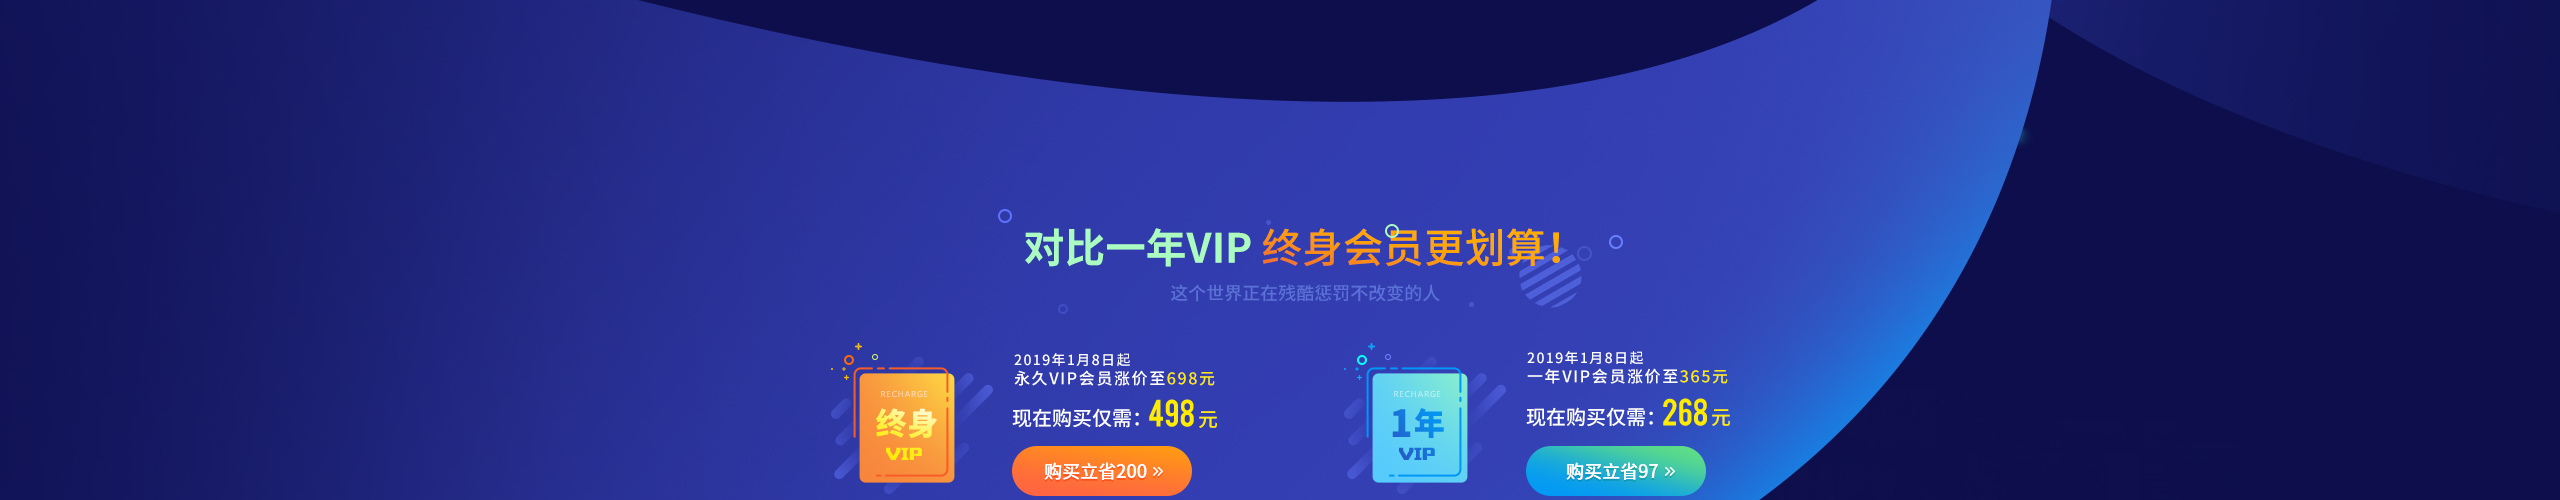 对比一年VIP 终身会员更划算！
这个世界正在残酷惩罚不改变的人
RECHARGE
终身
VIP
2019年1月8日起
永久VIP会员涨价至698元
现在购买仅需：498元
购买立省200 »
RECHARGE
1年
VIP
2019年1月8日起
一年VIP会员涨价至365元
现在购买仅需：268元
购买立省97 »